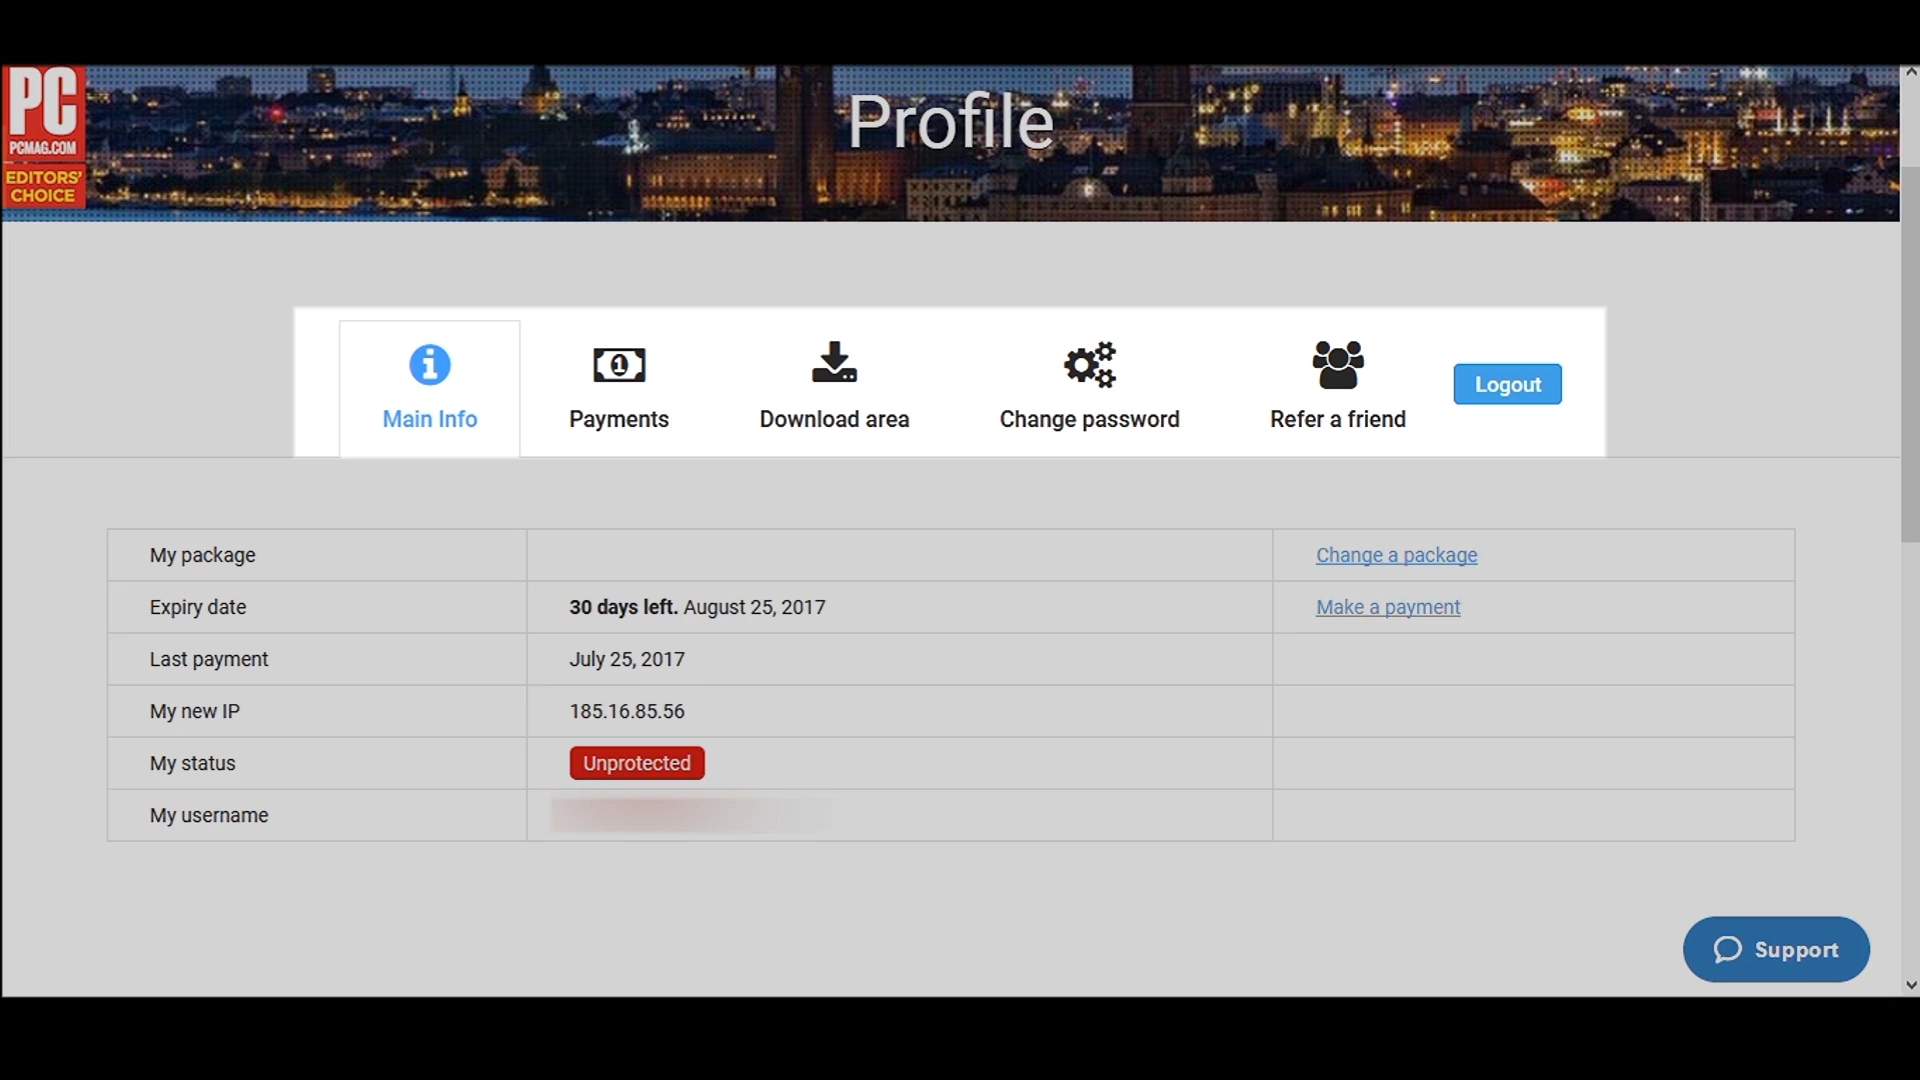 PC
PCMAG.COM
EDITORS'
CHOICE
Profile
Main Info
Payments
Download area
Change password
Refer a friend
Logout
My package
Change a package
Expiry date
30 days left. August 25, 2017
Make a payment
Last payment
July 25, 2017
My new IP
185.16.85.56
My status
Unprotected
My username
Support